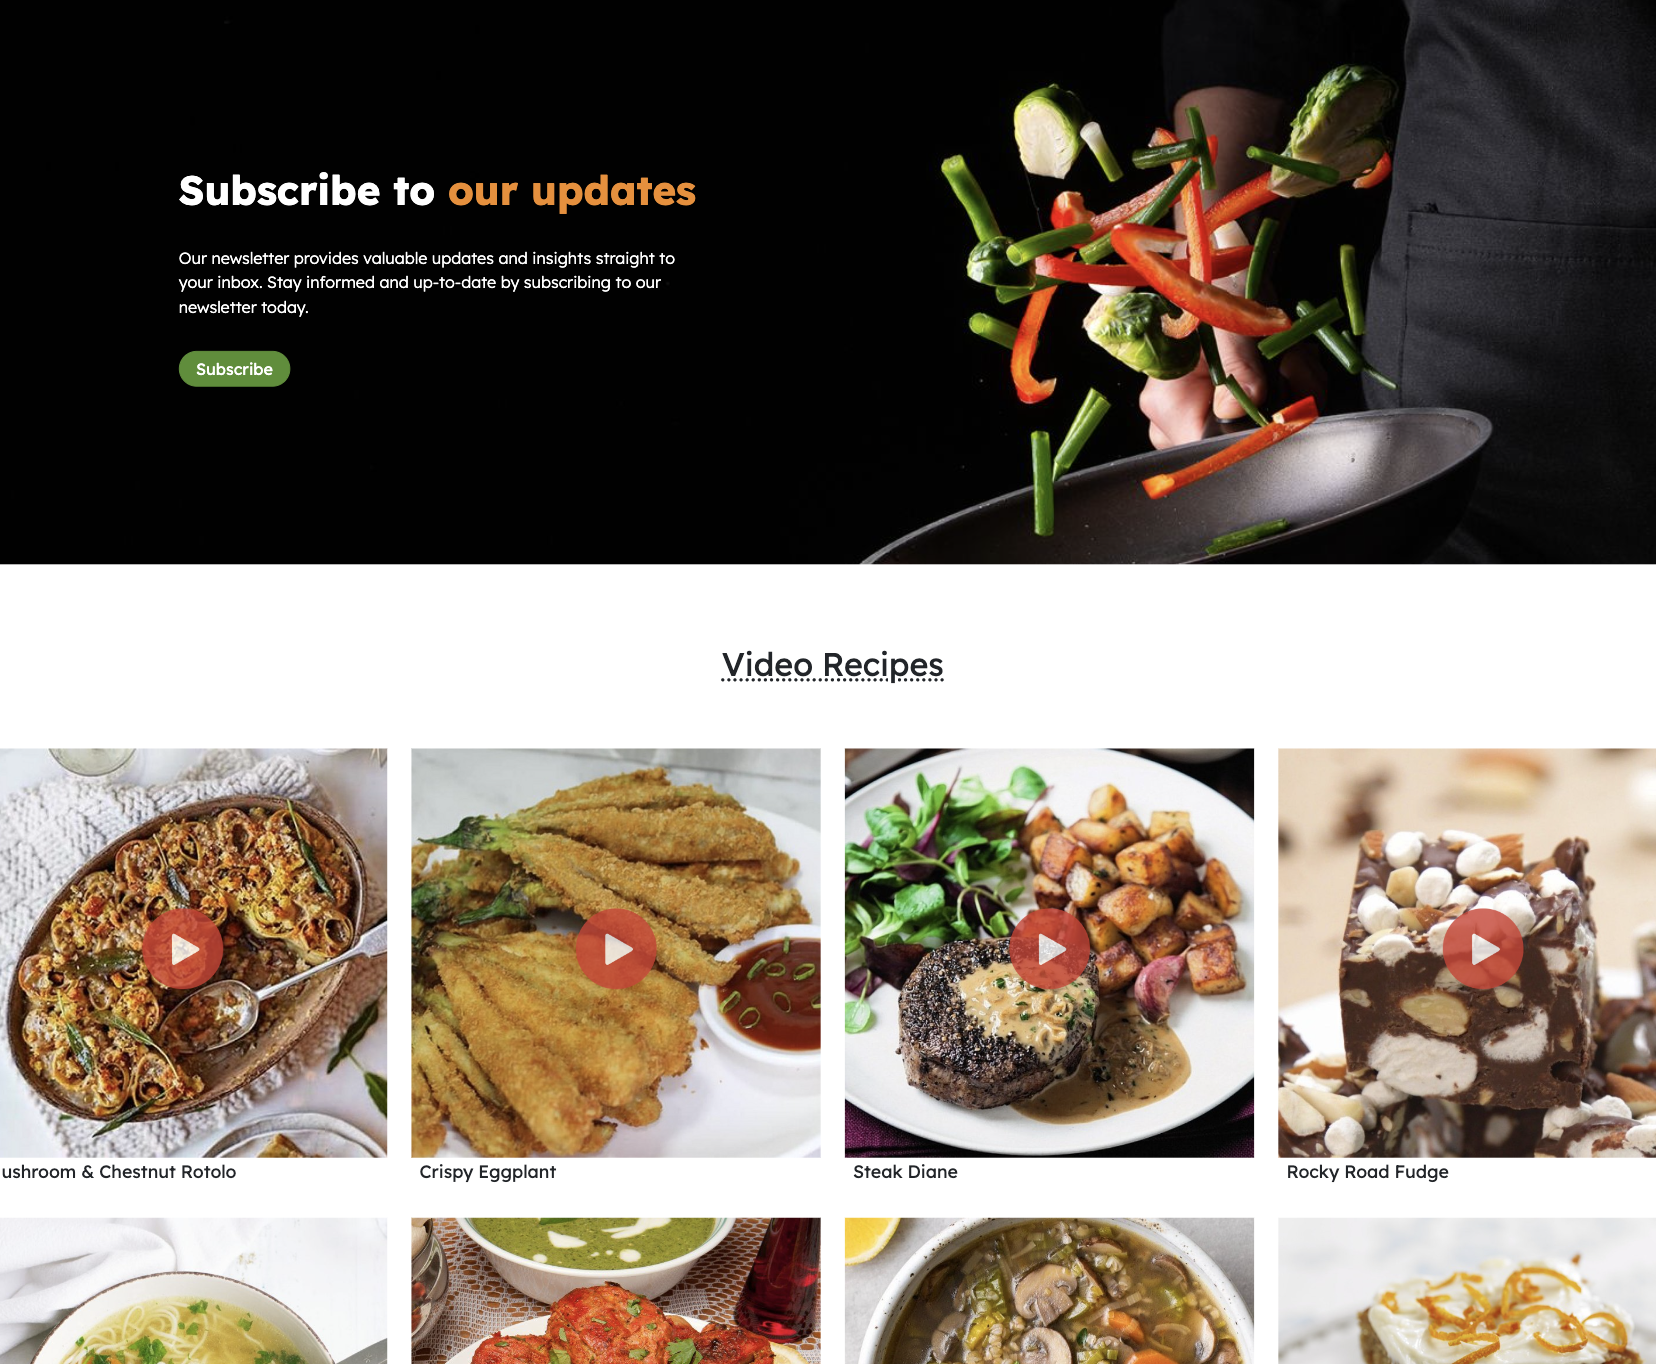 Subscribe to our updates
Our newsletter provides valuable updates and insights straight to
your inbox. Stay informed and up-to-date by subscribing to our
newsletter today.
Subscribe
Video Recipes
ushroom & Chestnut Rotolo
Crispy Eggplant
Steak Diane
Rocky Road Fudge